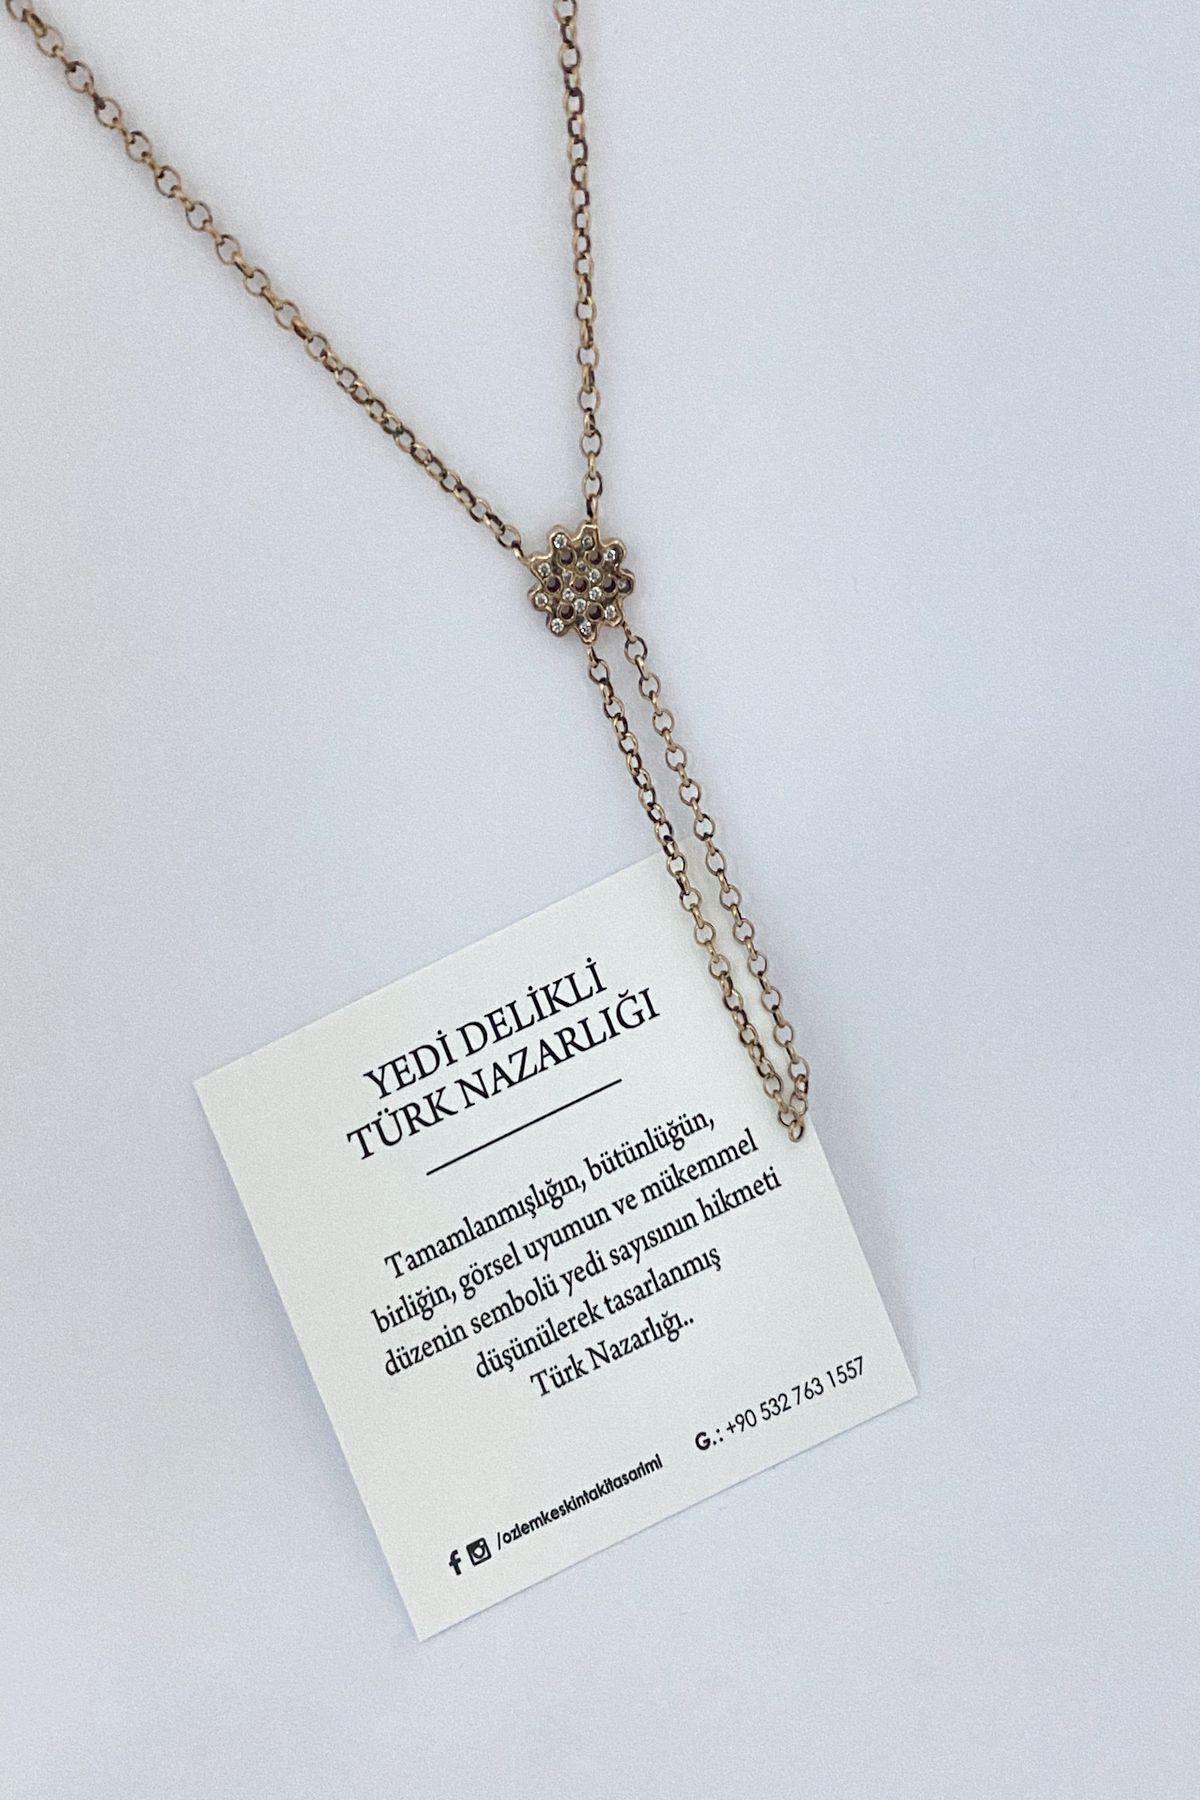 YEDİ DELİKLİ
TÜRK NAZARLIĞI
Tamamlanmışlığın, bütünlüğün,
birliğin, görsel uyumun ve mükemmel
düzenin sembolü yedi sayısının hikmeti
düşünülerek tasarlanmış
Türk Nazarlığı..
/ozlemkeskintakitasarimi G.: +90 532 763 1557